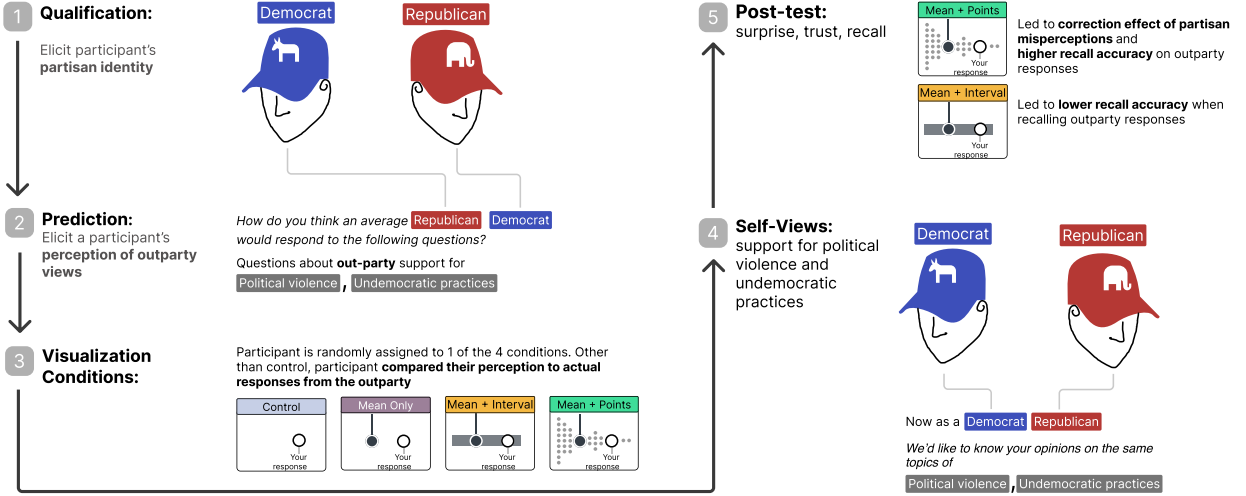 1
Qualification:
Elicit participant's
partisan identity
Democrat
Republican
2
Prediction:
Elicit a participant's
perception of outparty
views
How do you think an average Republican Democrat
would respond to the following questions?
Questions about out-party support for
Political violence , Undemocratic practices
3
Visualization
Conditions:
Participant is randomly assigned to 1 of the 4 conditions. Other
than control, participant compared their perception to actual
responses from the outparty
Control
Your
response
Mean Only
Your
response
Mean + Interval
Your
response
Mean + Points
Your
response
4
Self-Views:
support for political
violence and
undemocratic
practices
Democrat
Republican
Now as a Democrat Republican
We'd like to know your opinions on the same
topics of
Political violence , Undemocratic practices
5
Post-test:
surprise, trust, recall
Mean + Points
Your
response
Led to correction effect of partisan
misperceptions and
higher recall accuracy on outparty
responses
Mean + Interval
Your
response
Led to lower recall accuracy when
recalling outparty responses